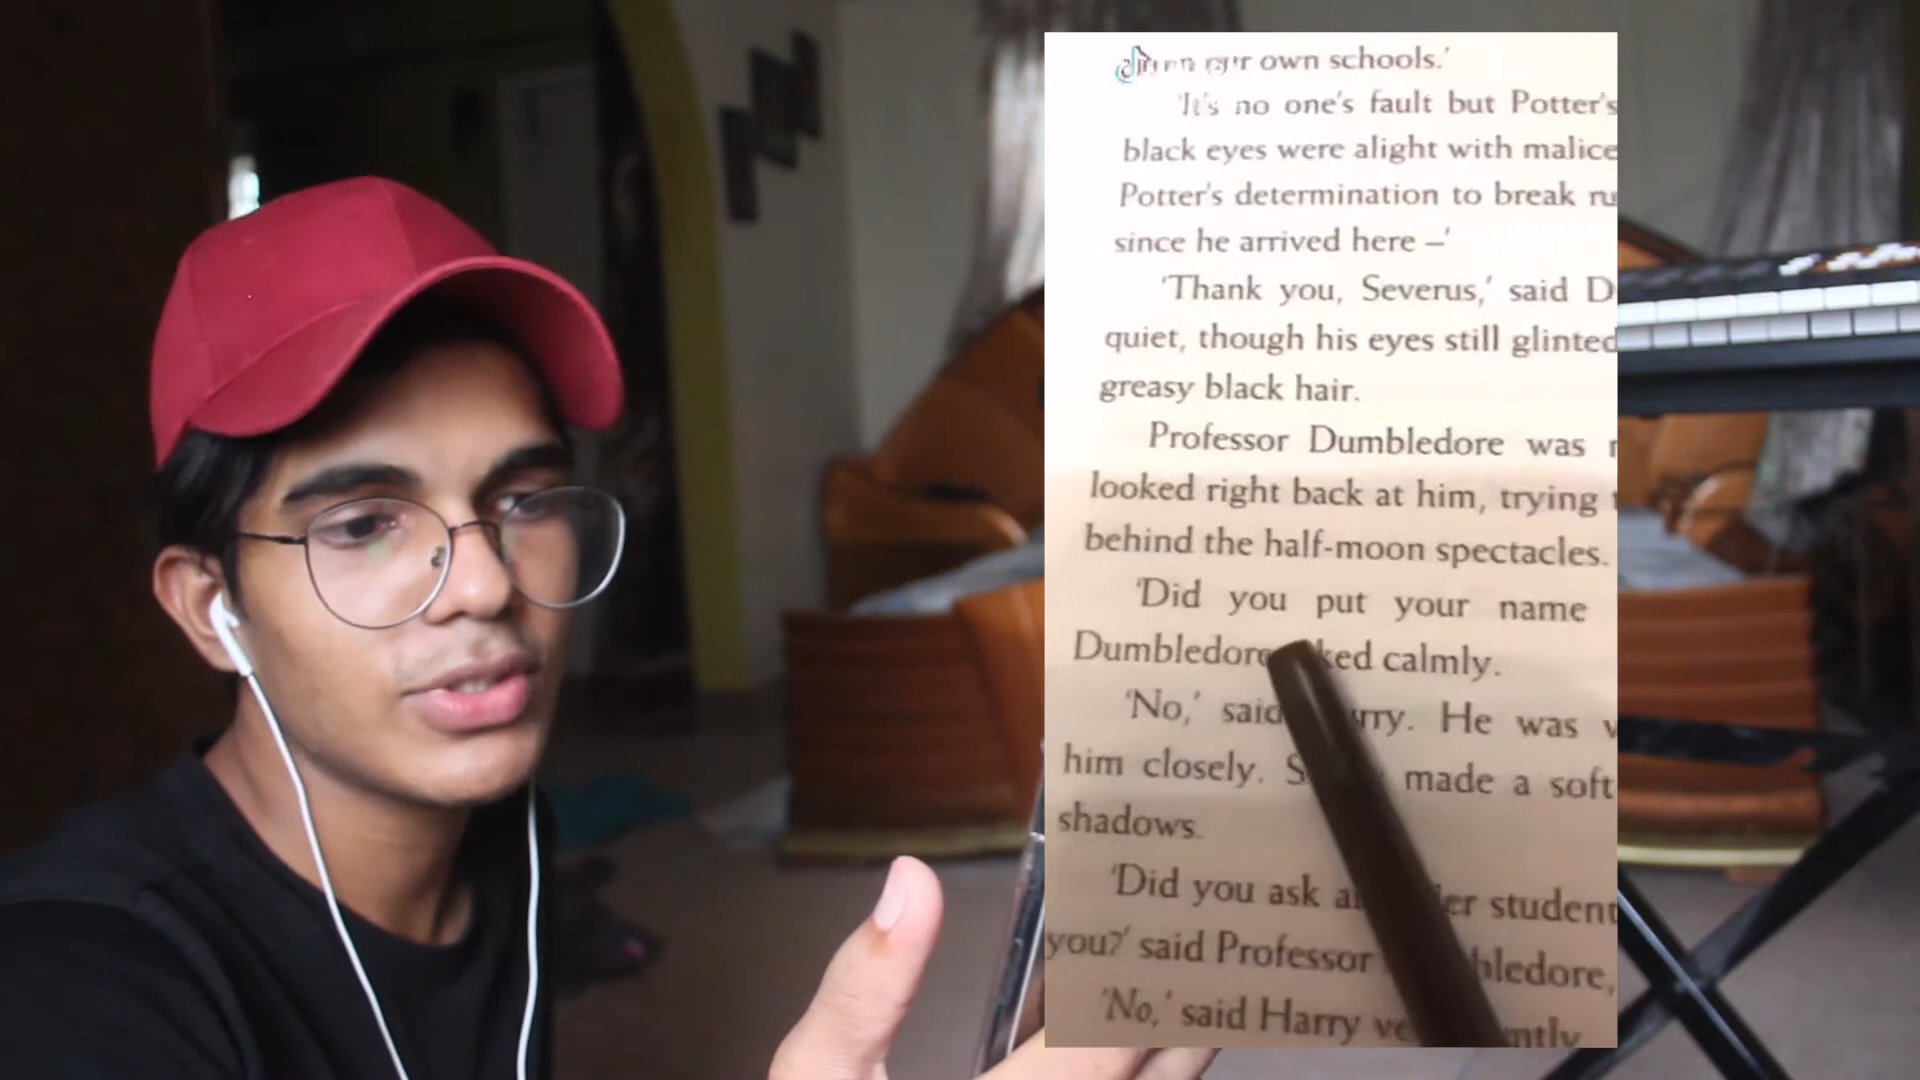 own schools.'
'It's no one's fault but Potter's
black eyes were alight with malice
Potter's determination to break
since he arrived here –'
'Thank you, Severus,' said D
quiet, though his eyes still glinted
greasy black hair.
Professor Dumbledore was
looked right back at him, trying
behind the half-moon spectacles.
'Did you put your name
Dumbledore calmly.
'No,' said He was
him closely. made a soft
shadows.
'Did you ask student
you?' said Professor
'No,' said Harry